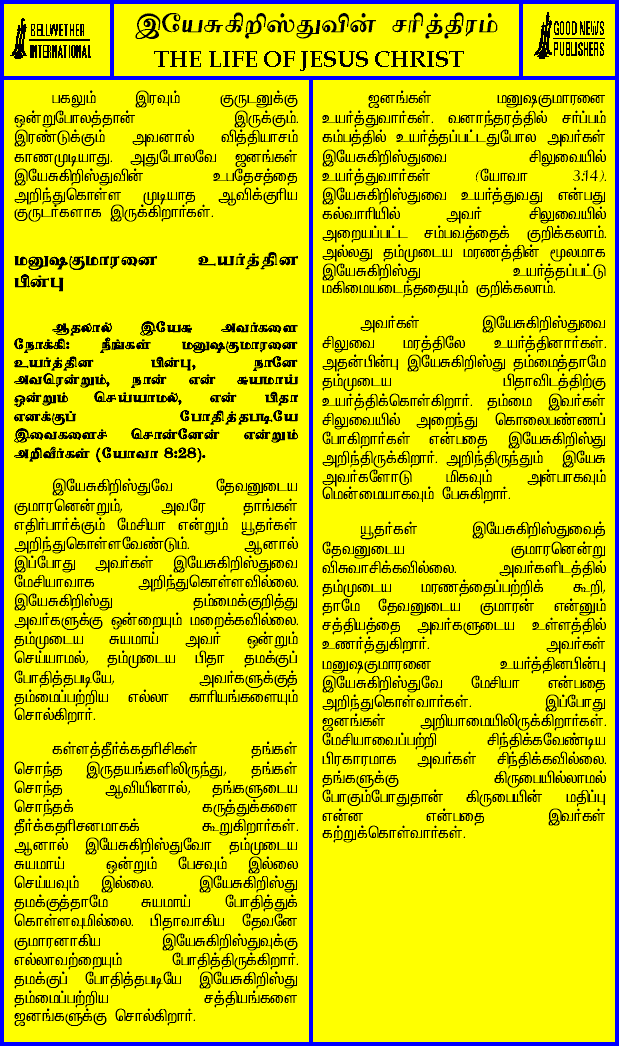 BELLWETHER
INTERNATIONAL
இயேசுகிறிஸ்துவின் சரித்திரம்
THE LIFE OF JESUS CHRIST
GOOD NEWS
PUBLISHERS
பகலும் இரவும் குருடனுக்கு
ஒன்றுபோலத்தான் இருக்கும்.
இரண்டுக்கும் அவனால் வித்தியாசம்
காணமுடியாது. அதுபோலவே ஜனங்கள்
இயேசுகிறிஸ்துவின் உபதேசத்தை
அறிந்துகொள்ள முடியாத ஆவிக்குரிய
குருடர்களாக இருக்கிறார்கள்.
மனுஷகுமாரனை உயர்த்தின
பின்பு
ஆதலால் இயேசு அவர்களை
நோக்கி: நீங்கள் மனுஷகுமாரனை
உயர்த்தின பின்பு, நானே
அவரென்றும், நான் என் சுயமாய்
ஒன்றும் செய்யாமல், என் பிதா
எனக்குப் போதித்தபடியே
இவைகளைச் சொன்னேன் என்றும்
அறிவீர்கள் (யோவா 8:28).
இயேசுகிறிஸ்துவே தேவனுடைய
குமாரனென்றும், அவரே தாங்கள்
எதிர்பார்க்கும் மேசியா என்றும் யூதர்கள்
அறிந்துகொள்ளவேண்டும். ஆனால்
இப்போது அவர்கள் இயேசுகிறிஸ்துவை
மேசியாவாக அறிந்துகொள்ளவில்லை.
இயேசுகிறிஸ்து தம்மைக்குறித்து
அவர்களுக்கு ஒன்றையும் மறைக்கவில்லை.
தம்முடைய சுயமாய் அவர் ஒன்றும்
செய்யாமல், தம்முடைய பிதா தமக்குப்
போதித்தபடியே, அவர்களுக்குத்
தம்மைப்பற்றிய எல்லா காரியங்களையும்
சொல்கிறார்.
கள்ளத்தீர்க்கதரிசிகள் தங்கள்
சொந்த இருதயங்களிலிருந்து, தங்கள்
சொந்த ஆவியினால், தங்களுடைய
சொந்தக் கருத்துக்களை
தீர்க்கதரிசனமாகக் கூறுகிறார்கள்.
ஆனால் இயேசுகிறிஸ்துவோ தம்முடைய
சுயமாய் ஒன்றும் பேசவும் இல்லை
செய்யவும் இல்லை. இயேசுகிறிஸ்து
தமக்குத்தாமே சுயமாய் போதித்துக்
கொள்ளவுமில்லை. பிதாவாகிய தேவனே
குமாரனாகிய இயேசுகிறிஸ்துவுக்கு
எல்லாவற்றையும் போதித்திருக்கிறார்.
தமக்குப் போதித்தபடியே இயேசுகிறிஸ்து
தம்மைப்பற்றிய சத்தியங்களை
ஜனங்களுக்கு சொல்கிறார்.
ஜனங்கள் மனுஷகுமாரனை
உயர்த்துவார்கள். வனாந்தரத்தில் சர்ப்பம்
கம்பத்தில் உயர்த்தப்பட்டதுபோல அவர்கள்
இயேசுகிறிஸ்துவை சிலுவையில்
உயர்த்துவார்கள் (யோவா 3:14).
இயேசுகிறிஸ்துவை உயர்த்துவது என்பது
கல்வாரியில் அவர் சிலுவையில்
அறையப்பட்ட சம்பவத்தைக் குறிக்கலாம்.
அல்லது தம்முடைய மரணத்தின் மூலமாக
இயேசுகிறிஸ்து உயர்த்தப்பட்டு
மகிமையடைந்ததையும் குறிக்கலாம்.
அவர்கள் இயேசுகிறிஸ்துவை
சிலுவை மரத்திலே உயர்த்தினார்கள்.
அதன்பின்பு இயேசுகிறிஸ்து தம்மைத்தாமே
தம்முடைய பிதாவிடத்திற்கு
உயர்த்திக்கொள்கிறார். தம்மை இவர்கள்
சிலுவையில் அறைந்து கொலைபண்ணப்
போகிறார்கள் என்பதை இயேசுகிறிஸ்து
அறிந்திருக்கிறார். அறிந்திருந்தும் இயேசு
அவர்களோடு மிகவும் அன்பாகவும்
மென்மையாகவும் பேசுகிறார்.
யூதர்கள் இயேசுகிறிஸ்துவைத்
தேவனுடைய குமாரனென்று
விசுவாசிக்கவில்லை. அவர்களிடத்தில்
தம்முடைய மரணத்தைப்பற்றிக் கூறி,
தாமே தேவனுடைய குமாரன் என்னும்
சத்தியத்தை அவர்களுடைய உள்ளத்தில்
உணர்த்துகிறார். அவர்கள்
மனுஷகுமாரனை உயர்த்தினபின்பு
இயேசுகிறிஸ்துவே மேசியா என்பதை
அறிந்துகொள்வார்கள். இப்போது
ஜனங்கள் அறியாமையிலிருக்கிறார்கள்.
மேசியாவைப்பற்றி சிந்திக்கவேண்டிய
பிரகாரமாக அவர்கள் சிந்திக்கவில்லை.
தங்களுக்கு கிருபையில்லாமல்
போகும்போதுதான் கிருபையின் மதிப்பு
என்ன என்பதை இவர்கள்
கற்றுக்கொள்வார்கள்.